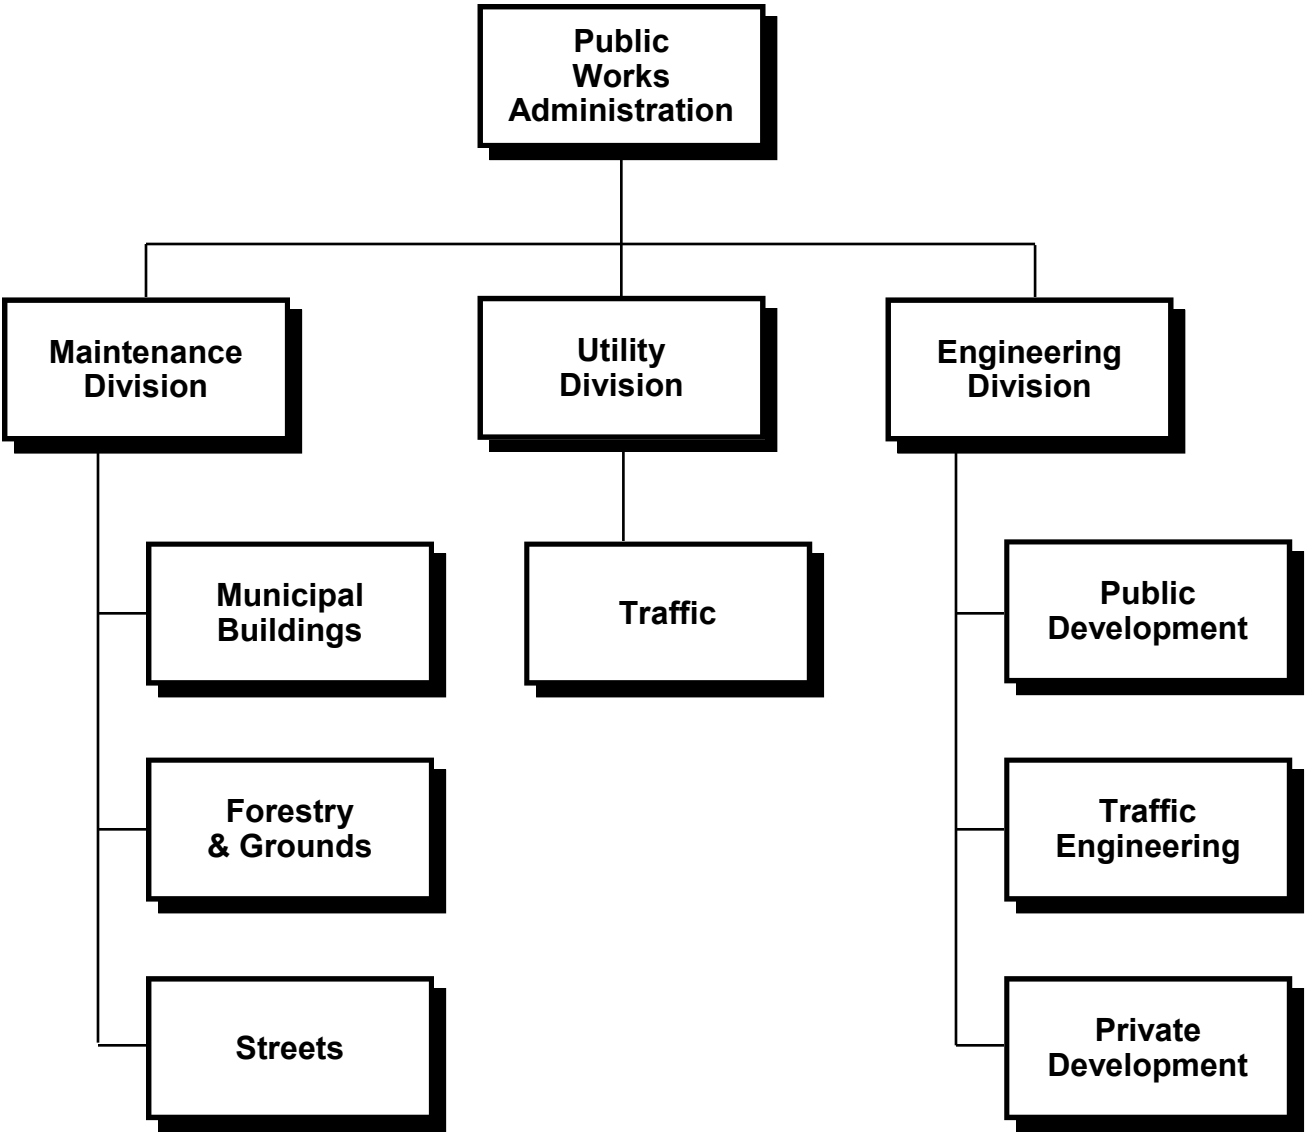 Public
Works
Administration
Maintenance
Division
Utility
Division
Engineering
Division
Municipal
Buildings
Traffic
Public
Development
Forestry
& Grounds
Traffic
Engineering
Streets
Private
Development